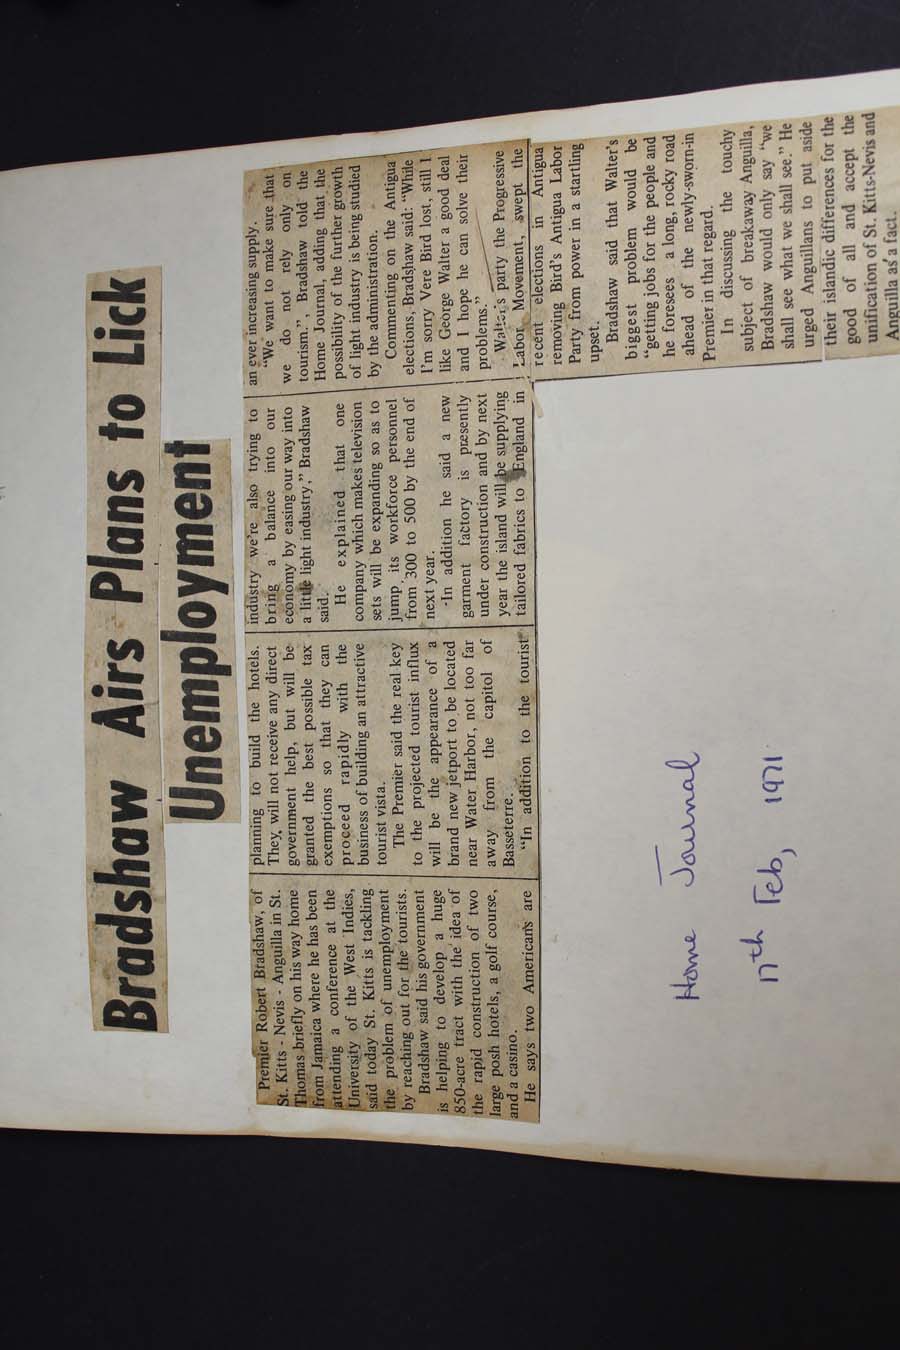 Bradshaw Airs Plans to Lick
Unemployment
Premier Robert Bradshaw, of
St. Kitts - Nevis - Anguilla in St.
Thomas briefly on his way home
from Jamaica where he has been
attending a conference at the
University of the West Indies,
said today St. Kitts is tackling
the problem of unemployment
by reaching out for the tourists.
Bradshaw said his government
is helping to develop a huge
850-acre tract with the idea of
the rapid construction of two
large posh hotels, a golf course,
and a casino.
He says two Americans are
planning to build the hotels.
They will not receive any direct
government help, but will be
granted the best possible tax
exemptions so that they can
proceed rapidly with the
business of building an attractive
tourist vista.
The Premier said the real key
to the projected tourist influx
will be the appearance of a
brand new jetport to be located
near Water Harbor, not too far
away from the capitol of
Basseterre.
"In addition to the tourist
industry we're also trying to
bring a balance into our
economy by easing our way into
a little light industry," Bradshaw
said.
He explained that one
company which makes television
sets will be expanding so as to
jump its workforce personnel
from 300 to 500 by the end of
next year.
-In addition he said a new
garment factory is presently
under construction and by next
year the island will be supplying
tailored fabrics to England in
an ever increasing supply.
"We want to make sure that
we do not rely only on
tourism.", Bradshaw told the
Home Journal, adding that the
possibility of the further growth
of light industry is being studied
by the administration.
Commenting on the Antigua
elections, Bradshaw said: "While
I'm sorry Vere Bird lost, still I
like George Walter a good deal
and I hope he can solve their
problems."
Walter's party the Progressive
Labor Movement, swept the
recent elections in Antigua
removing Bird's Antigua Labor
Party from power in a startling
upset.
Bradshaw said that Walter's
biggest problem would be
"getting jobs for the people and
he foresees a long, rocky road
ahead of the newly-sworn-in
Premier in that regard.
In discussing the touchy
subject of breakaway Anguilla,
Bradshaw would only say "we
shall see what we shall see." He
urged Anguillans to put aside
their islandic differences for the
good of all and accept the
unification of St. Kitts-Nevis and
Anguilla as a fact.
Home Journal
17th Feb, 1971